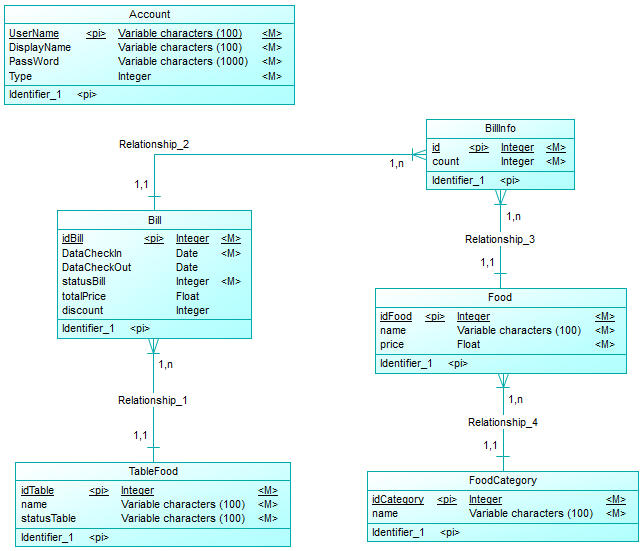 Account
UserName <pi> Variable characters (100) <M>
DisplayName Variable characters (100) <M>
PassWord Variable characters (1000) <M>
Type Integer <M>
Identifier_1 <pi>
BillInfo
id <pi> Integer <M>
count Integer <M>
Identifier_1 <pi>
Relationship_2
1,n
1,1
1,n
Relationship_3
1,1
Bill
idBill <pi> Integer <M>
DataCheckIn Date <M>
DataCheckOut Date
statusBill Integer <M>
totalPrice Float
discount Integer
Identifier_1 <pi>
Food
idFood <pi> Integer <M>
name Variable characters (100) <M>
price Float <M>
Identifier_1 <pi>
1,n
Relationship_1
1,1
1,n
Relationship_4
1,1
TableFood
idTable <pi> Integer <M>
name Variable characters (100) <M>
statusTable Variable characters (100) <M>
Identifier_1 <pi>
FoodCategory
idCategory <pi> Integer <M>
name Variable characters (100) <M>
Identifier_1 <pi>